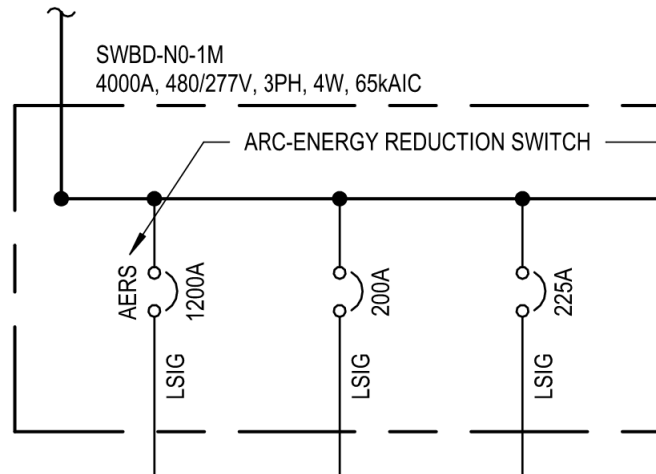 SWBD-N0-1M
4000A, 480/277V, 3PH, 4W, 65kAIC
ARC-ENERGY REDUCTION SWITCH
AERS
1200A
200A
225A
LSIG
LSIG
LSIG